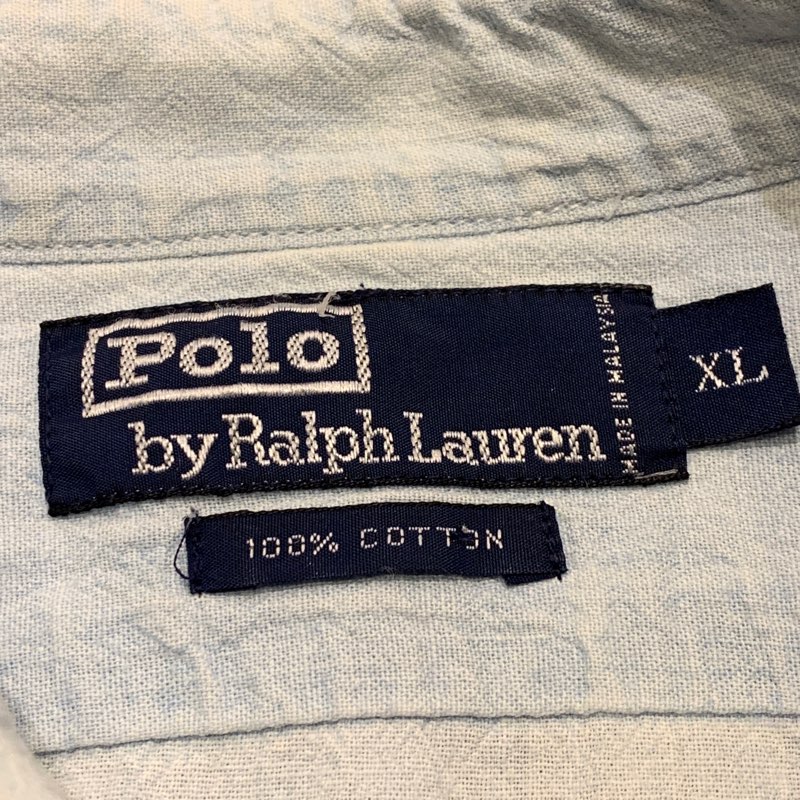 Polo
by Ralph Lauren
MADE IN MALAYSIA
XL
100% COTTON